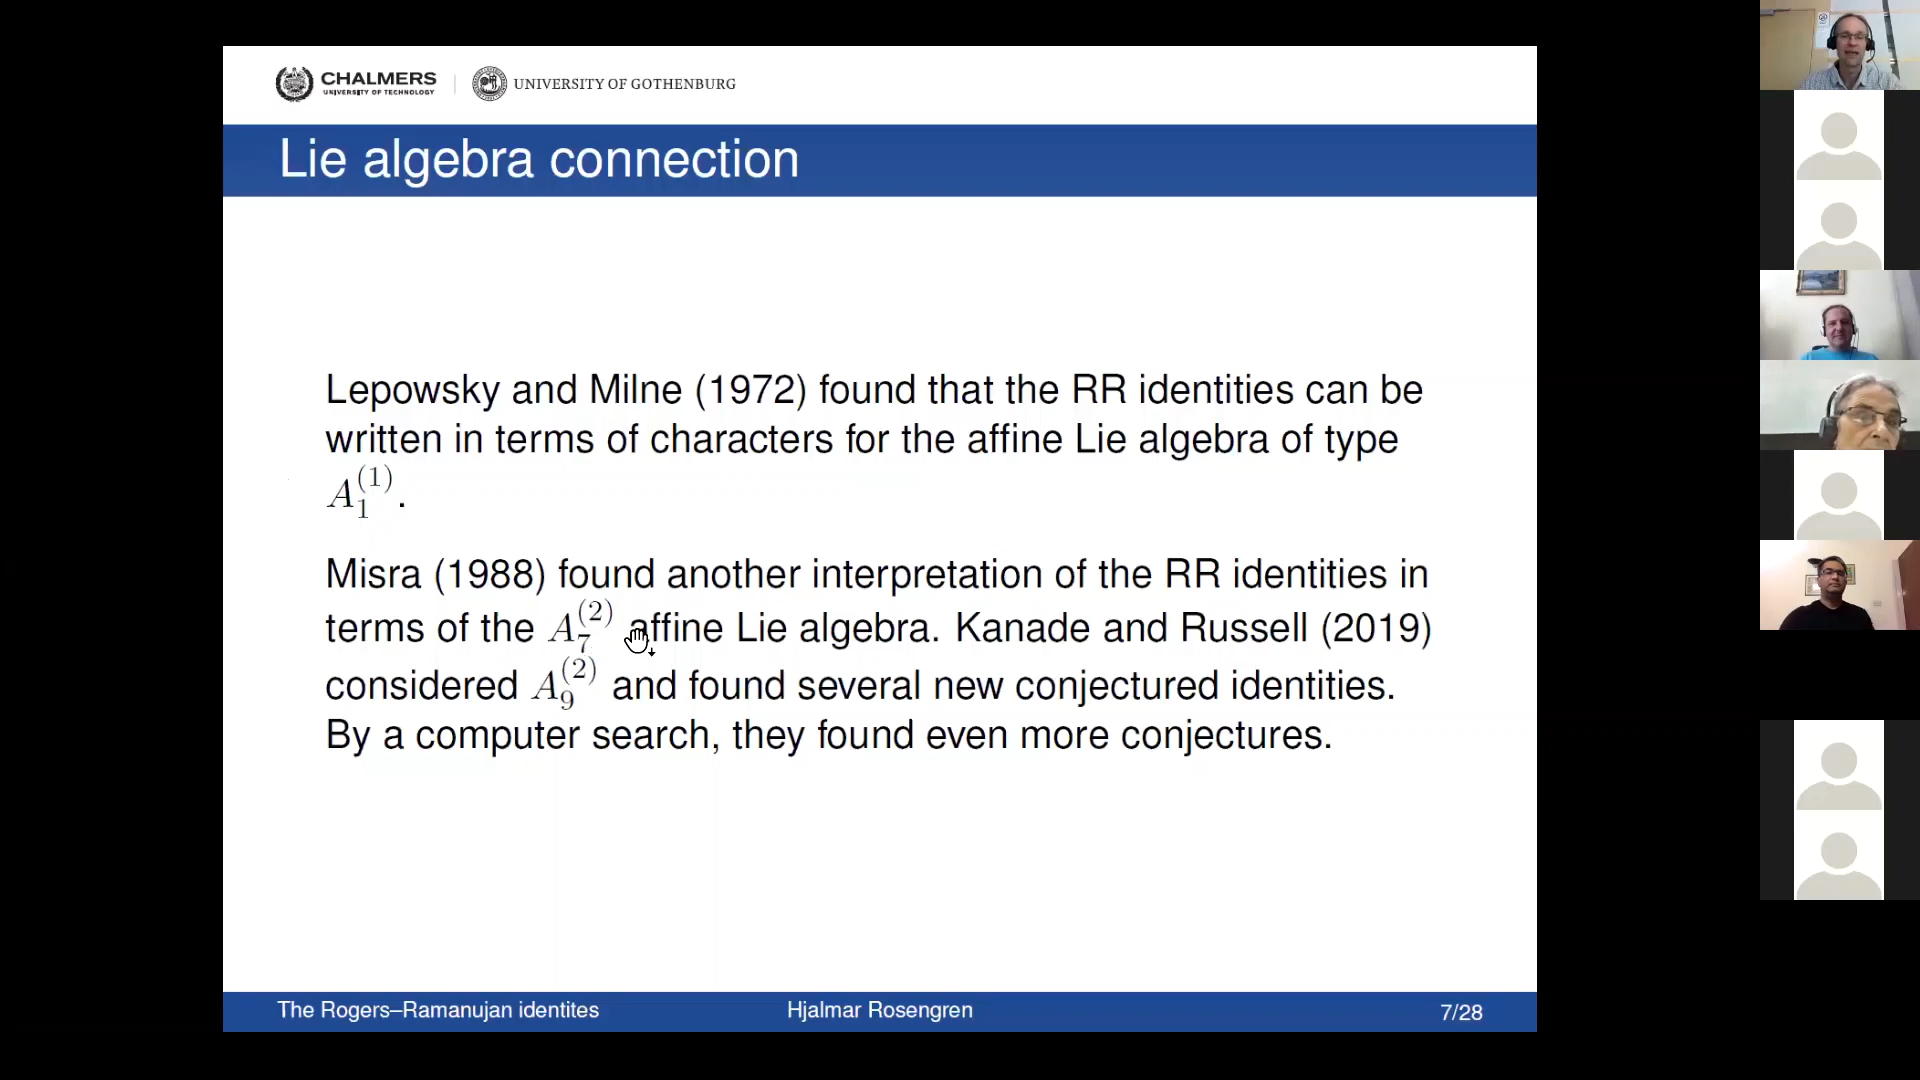 CHALMERS
UNIVERSITY OF TECHNOLOGY
UNIVERSITY OF GOTHENBURG
Lie algebra connection
Lepowsky and Milne (1972) found that the RR identities can be
written in terms of characters for the affine Lie algebra of type
$A_1^{(1)}$.
Misra (1988) found another interpretation of the RR identities in
terms of the $A_7^{(2)}$ affine Lie algebra. Kanade and Russell (2019)
considered $A_9^{(2)}$ and found several new conjectured identities.
By a computer search, they found even more conjectures.
The Rogers–Ramanujan identites
Hjalmar Rosengren
7/28